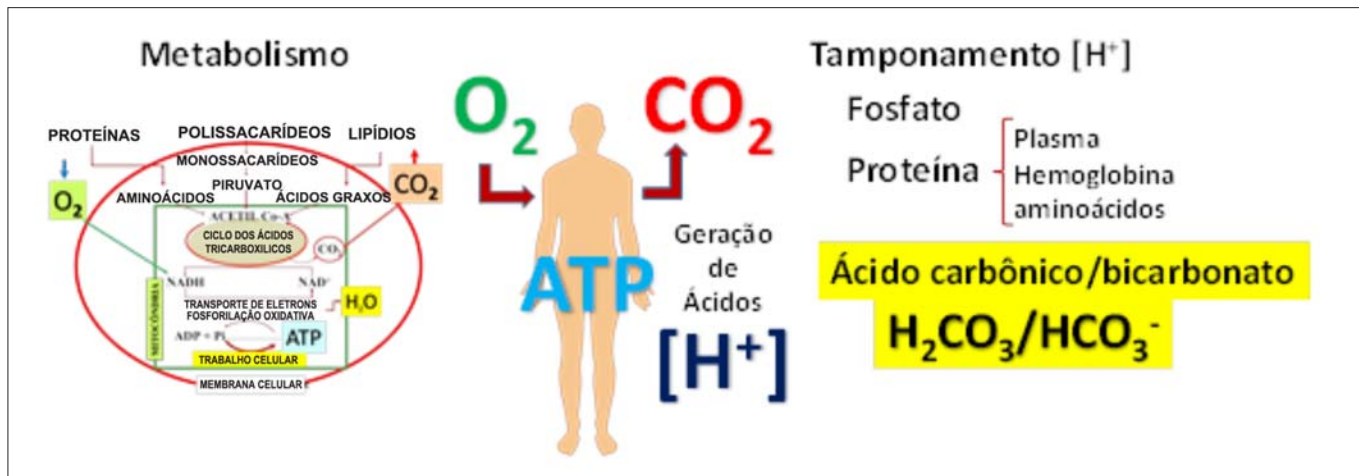 Metabolismo
PROTEÍNAS
POLISSACARÍDEOS
LIPÍDIOS
MONOSSACARÍDEOS
O₂
CO₂
PIRUVATO
AMINOÁCIDOS
ÁCIDOS GRAXOS
ACETIL Co-A
CICLO DOS ÁCIDOS
TRICARBOXILICOS
CO₂
NADH
NAD⁺
H₂O
TRANSPORTE DE ELETRONS
FOSFORILAÇÃO OXIDATIVA
ADP + Pi
ATP
MITOCÔNDRIA
TRABALHO CELULAR
MEMBRANA CELULAR
O₂
CO₂
ATP
Geração
de
Ácidos
[H⁺]
Tamponamento [H⁺]
Fosfato
Proteína
Plasma
Hemoglobina
aminoácidos
Ácido carbônico/bicarbonato
H₂CO₃/HCO₃⁻